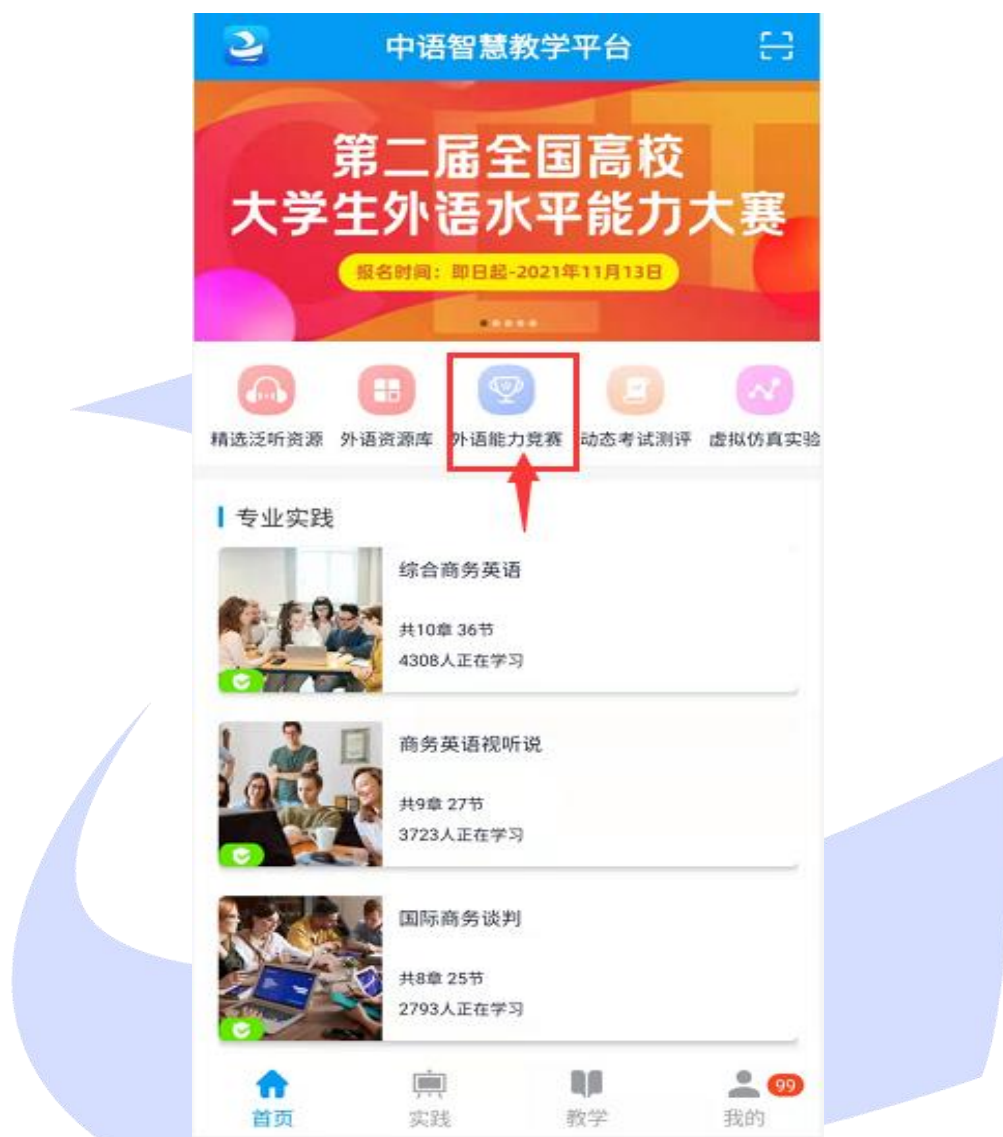 中语智慧教学平台
第二届全国高校
大学生外语水平能力大赛
报名时间：即日起-2021年11月13日
精选泛听资源 外语资源库 外语能力竞赛 动态考试测评 虚拟仿真实验
专业实践
综合商务英语
共10章 36节
4308人正在学习
商务英语视听说
共9章 27节
3723人正在学习
国际商务谈判
共8章 25节
2793人正在学习
99
首页 实践 教学 我的